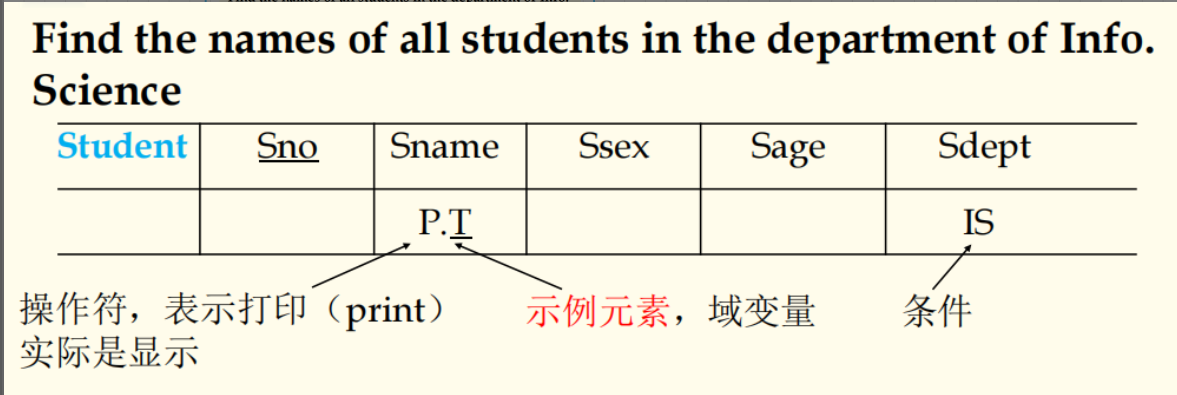 Find the names of all students in the department of Info.
Science
Student Sno Sname Ssex Sage Sdept
P.T IS
操作符，表示打印（print） 示例元素，域变量 条件
实际是显示